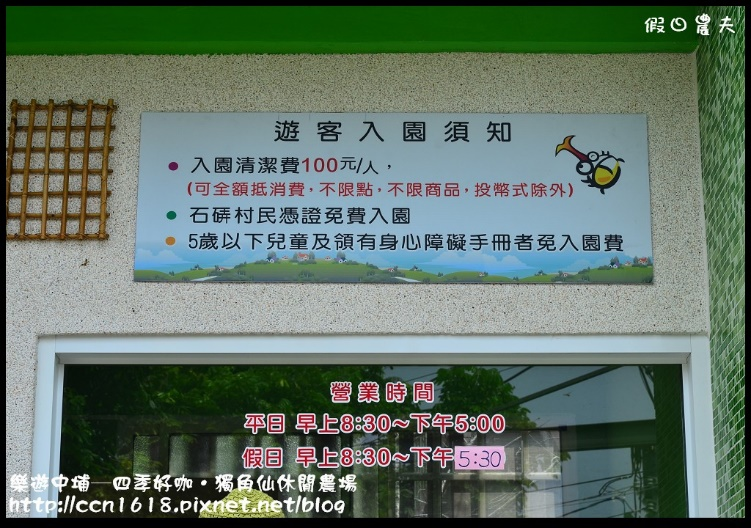 假日農夫
遊客入園須知
● 入園清潔費100元/人，
(可全額抵消費，不限點，不限商品，投幣式除外)
● 石硦村民憑證免費入園
● 5歲以下兒童及領有身心障礙手冊者免入園費
營業時間
平日 早上8:30～下午5:00
假日 早上8:30～下午5:30
樂遊中埔─四季好咖‧獨角仙休閒農場
http://ccn1618.pixnet.net/blog